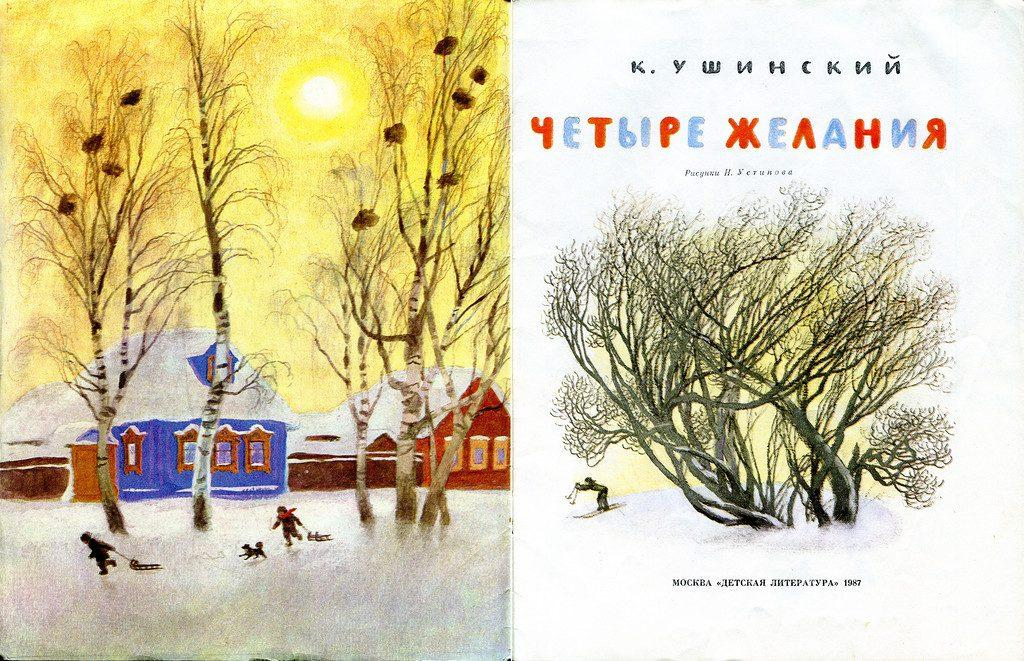 К. УШИНСКИЙ
ЧЕТЫРЕ ЖЕЛАНИЯ
Рисунки Н. Устинова
МОСКВА «ДЕТСКАЯ ЛИТЕРАТУРА» 1987